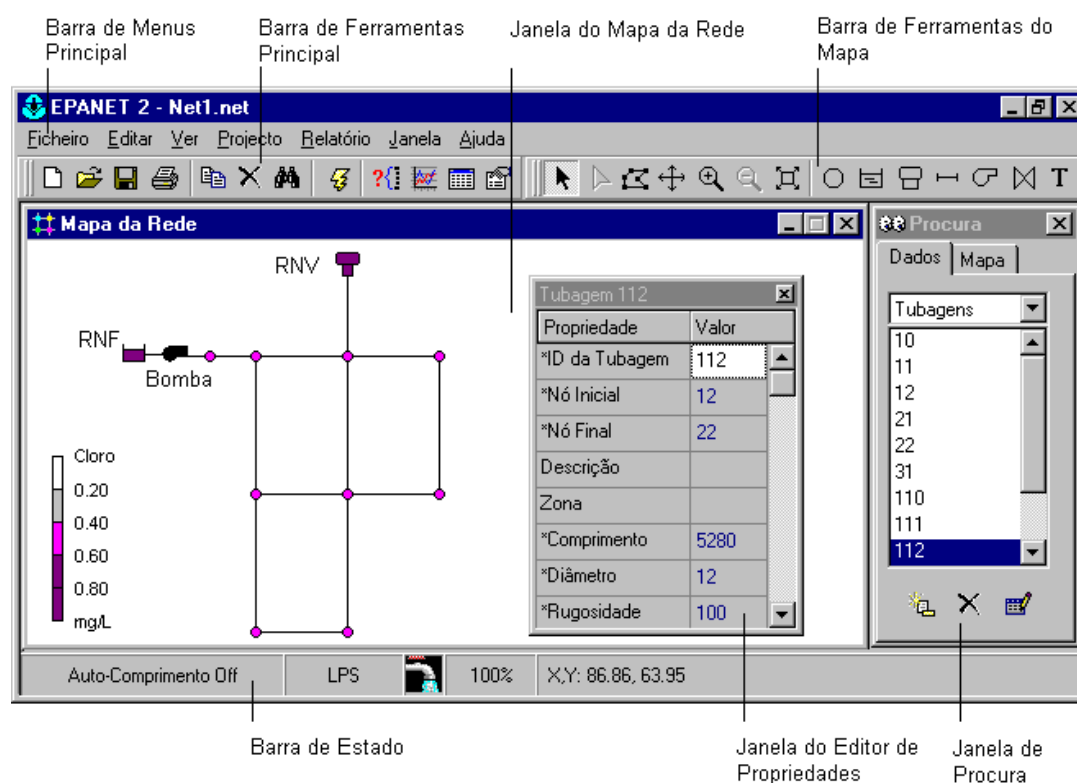 Barra de Menus
Principal
Barra de Ferramentas
Principal
Janela do Mapa da Rede
Barra de Ferramentas do
Mapa
EPANET 2 - Net1.net
Ficheiro Editar Ver Projecto Relatório Janela Ajuda
T
Mapa da Rede
RNV
RNF
Bomba
Cloro
0.20
0.40
0.60
0.80
mg/L
Tubagem 112
Propriedade Valor
*ID da Tubagem 112
*Nó Inicial 12
*Nó Final 22
Descrição
Zona
*Comprimento 5280
*Diâmetro 12
*Rugosidade 100
Procura
Dados Mapa
Tubagens
10
11
12
21
22
31
110
111
112
Auto-Comprimento Off LPS 100% X,Y: 86.86, 63.95
Barra de Estado
Janela do Editor de
Propriedades
Janela de
Procura